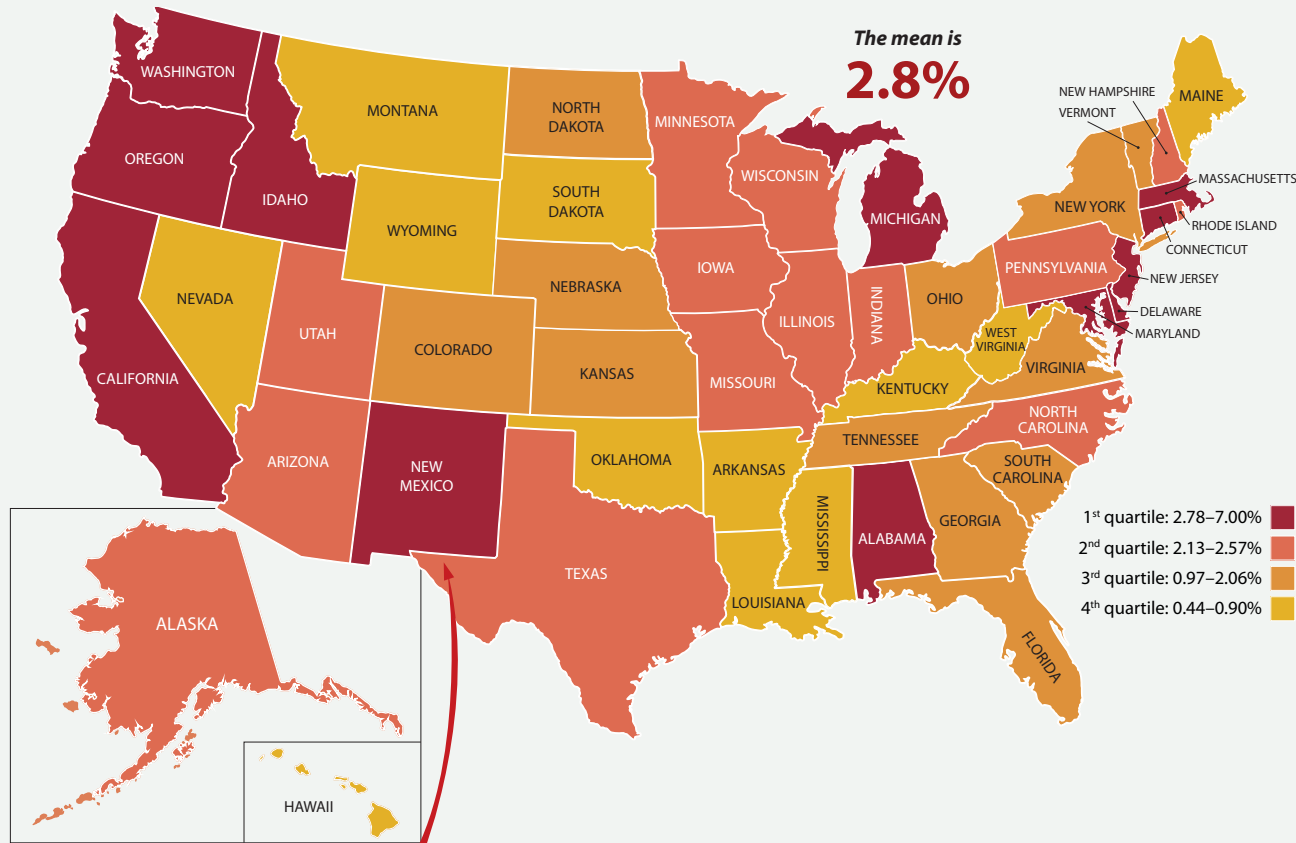 The mean is
2.8%
WASHINGTON
MONTANA
NORTH
DAKOTA
MINNESOTA
NEW HAMPSHIRE
VERMONT
MAINE
OREGON
IDAHO
WYOMING
SOUTH
DAKOTA
WISCONSIN
MICHIGAN
NEW YORK
MASSACHUSETTS
RHODE ISLAND
CONNECTICUT
NEVADA
UTAH
COLORADO
NEBRASKA
IOWA
ILLINOIS
INDIANA
OHIO
PENNSYLVANIA
NEW JERSEY
DELAWARE
MARYLAND
WEST
VIRGINIA
VIRGINIA
CALIFORNIA
KANSAS
MISSOURI
KENTUCKY
ARIZONA
NEW
MEXICO
OKLAHOMA
ARKANSAS
TENNESSEE
NORTH
CAROLINA
SOUTH
CAROLINA
TEXAS
LOUISIANA
MISSISSIPPI
ALABAMA
GEORGIA
FLORIDA
1st quartile: 2.78–7.00%
2nd quartile: 2.13–2.57%
3rd quartile: 0.97–2.06%
4th quartile: 0.44–0.90%
ALASKA
HAWAII